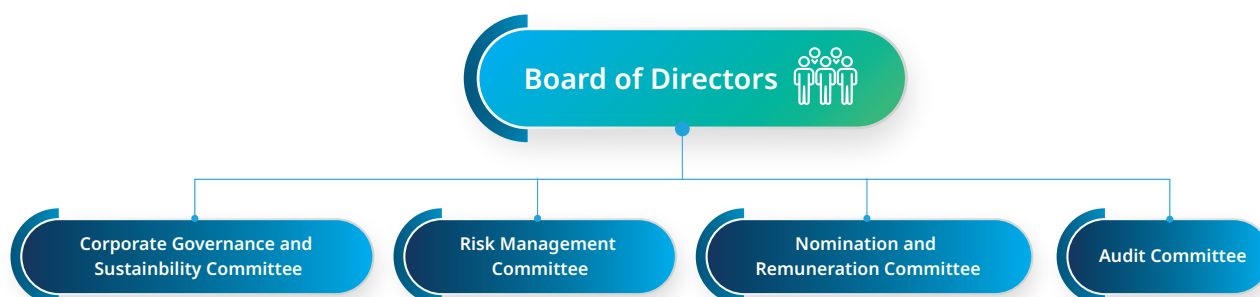 Board of Directors
Corporate Governance and
Sustainbility Committee
Risk Management
Committee
Nomination and
Remuneration Committee
Audit Committee